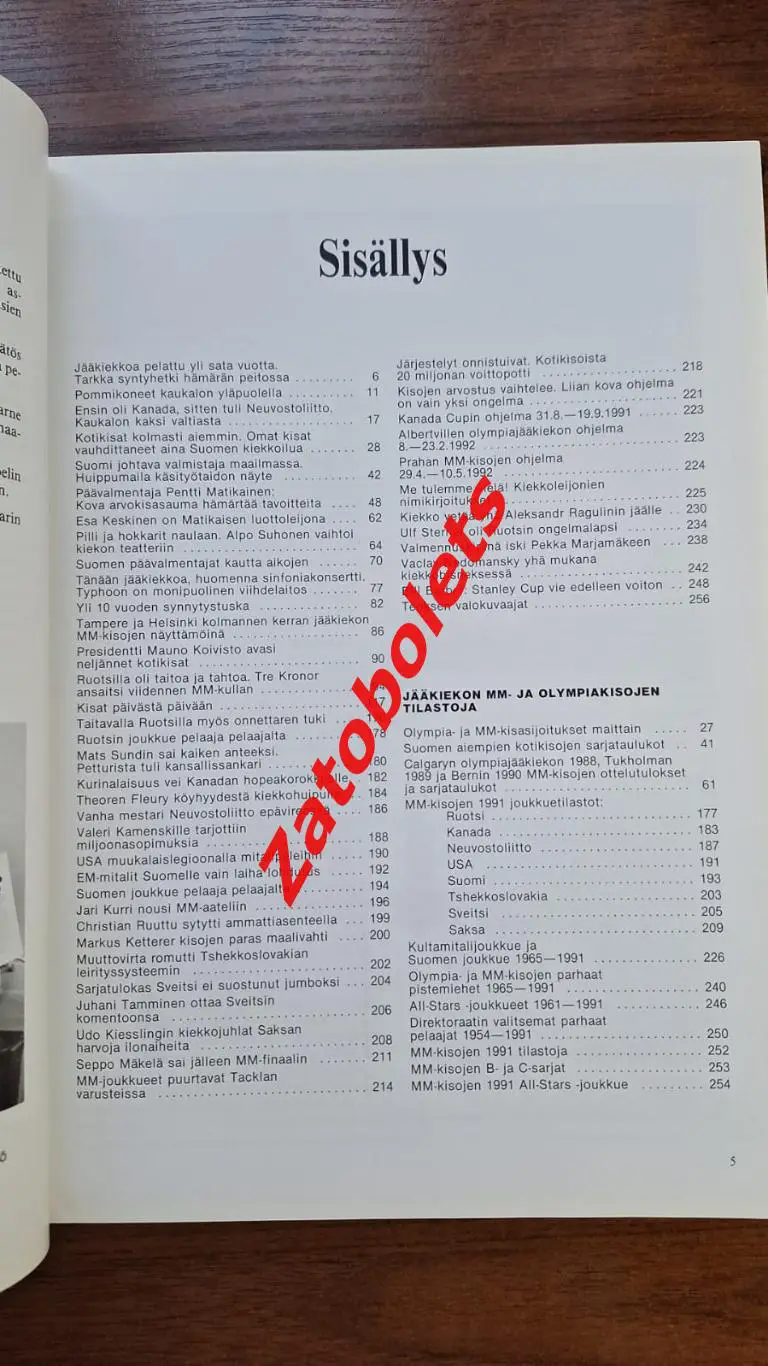 ettu
as-
sien
ätös
pe-
arne
naa-
oelin
n.
arin
Sisällys
Jääkiekkoa pelattu yli sata vuotta.
Tarkka syntyhetki hämärän peitossa ......... 6
Pommikoneet kaukalon yläpuolella .......... 11
Ensin oli Kanada, sitten tuli Neuvostoliitto.
Kaukalon kaksi valtiasta ................. 17
Kotikisat kolmasti aiemmin. Omat kisat
vauhdittaneet aina Suomen kiekkoilua ....... 28
Suomi johtava valmistaja maailmassa.
Huippumaila käsityötaidon näyte ........... 42
Päävalmentaja Pentti Matikainen:
Kova arvokisasauma hämärtää tavoitteita .... 48
Esa Keskinen on Matikaisen luottoleijona .... 62
Pilli ja hokkarit naulaan. Alpo Suhonen vaihtoi
kiekon teatteriin ....................... 64
Suomen päävalmentajat kautta aikojen ...... 70
Tänään jääkiekko, huomenna sinfoniakonsertti.
Typhoon on monipuolinen viihdelaitos ....... 77
Yli 10 vuoden synnytystuska .............. 82
Tampere ja Helsinki kolmannen kerran jääkiekon
MM-kisojen näyttämöinä .................. 86
Presidentti Mauno Koivisto avasi
neljännet kotikisat ...................... 90
Ruotsilla oli taitoa ja tahtoa. Tre Kronor
ansaitsi viidennen MM-kullan
Kisat päivästä päivään
Taitavalla Ruotsilla myös onnettaren tuki
Ruotsin joukkue pelaaja pelaajalta
Mats Sundin sai kaiken anteeksi.
Petturista tuli kansallissankari ........... 180
Kurinalaisuus vei Kanadan 182
Theoren Fleury köyhyydestä ... 184
Vanha mestari Neuvostoliitto ... 186
Valeri Kamenskille tarjottiin
miljoonasopimuksia .................... 188
USA muukalaislegioonalla ..... 190
EM-mitalit Suomelle vain laiha ..... 192
Suomen joukkue pelaaja pelaajalta ........ 194
Jari Kurri nousi MM-aateliin .............. 196
Christian Ruuttu sytytti ammattiasenteella ... 199
Markus Ketterer kisojen paras maalivahti .... 200
Muuttovirta romutti Tshekkoslovakian
leirityssysteemin ....................... 202
Sarjatulokas Sveitsi ei suostunut jumboksi ... 204
Juhani Tamminen ottaa Sveitsin
komentoonsa ......................... 206
Udo Kiesslingin kiekkojuhlat Saksan
harvoja ilonaiheita ..................... 208
Seppo Mäkelä sai jälleen MM-finaalin ....... 211
MM-joukkueet puurtavat Tacklan
varusteissa ........................... 214
Järjestelyt onnistuivat. Kotikisoista
20 miljonan voittopotti ................... 218
Kisojen arvostus vaihtelee. Liian kova ohjelma
on vain yksi ongelma ................... 221
Kanada Cupin ohjelma 31.8.—19.9.1991 ..... 223
Albertvillen olympiajääkiekon ohjelma
8.—23.2.1992 ......................... 223
Prahan MM-kisojen ohjelma
29.4.—10.5.1992 ...................... 224
Me tulemme vielä! Kiekkoleijonien
225
Kiekko Aleksandr Ragulinin jäälle .. 230
Ulf oli Ruotsin ongelmalapsi ....... 234
iski Pekka Marjamäkeen ... 238
yhä mukana
242
Stanley Cup vie edelleen voiton .. 248
Teoksen valokuvaajat ................... 256
JÄÄKIEKON MM- JA OLYMPIAKISOJEN
TILASTOJA
Olympia- ja MM-kisasijoitukset maittain ..... 27
Suomen aiempien kotikisojen sarjataulukot .. 41
Calgaryn olympiajääkiekon 1988, Tukholman
1989 ja Bernin 1990 MM-kisojen ottelutulokset
ja sarjataulukot ........................ 61
MM-kisojen 1991 joukkuetilastot:
Ruotsi .......................... 177
Kanada ......................... 183
Neuvostoliitto .................... 187
USA ............................ 191
Suomi .......................... 193
Tshekkoslovakia .................. 203
Sveitsi .......................... 205
Saksa .......................... 209
Kultamitalijoukkue ja
Suomen joukkue 1965—1991 ............. 226
Olympia- ja MM-kisojen parhaat
pistemiehet 1965—1991 ................. 240
All-Stars -joukkueet 1961—1991 ........... 246
Direktoraatin valitsemat parhaat
pelaajat 1954—1991 .................... 250
MM-kisojen 1991 tilastoja ................ 252
MM-kisojen B- ja C-sarjat ................ 253
MM-kisojen 1991 All-Stars -joukkue ........ 254
5
Zatobolets